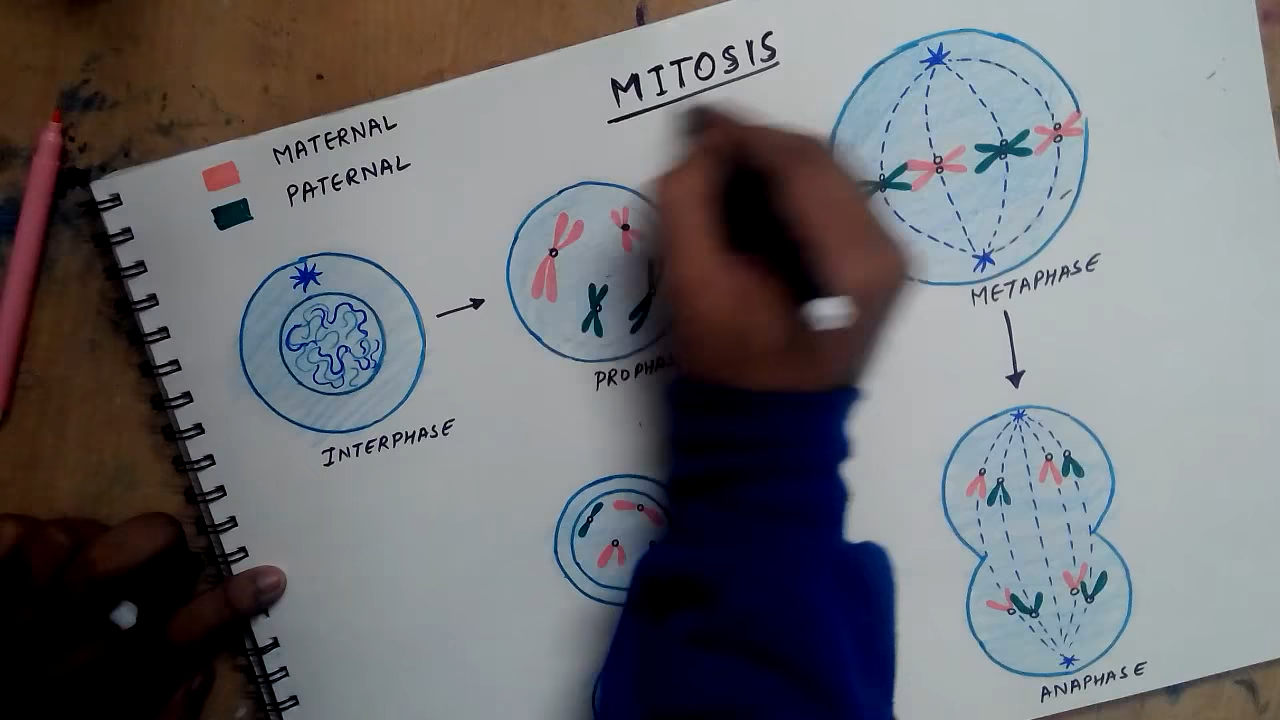 MITOSIS
MATERNAL
PATERNAL
INTERPHASE
METAPHASE
ANAPHASE